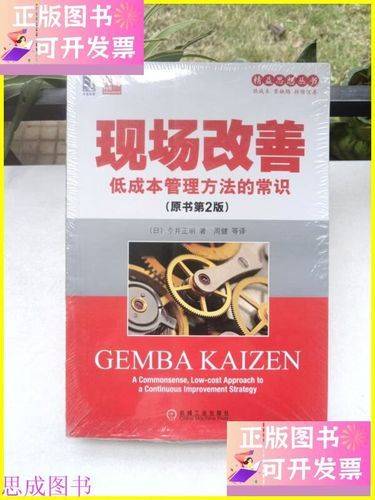 正版图书
可开发票
精益思想丛书
现场改善
低成本管理方法的常识
(原书第2版)
(日) 今井正明 著 周健 等译
GEMBA KAIZEN
A Commonsense, Low-cost Approach to
a Continuous Improvement Strategy
机械工业出版社
China Machine Press
正版图书
可开发票
思成图书